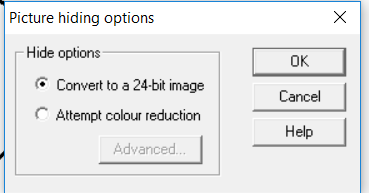 Picture hiding options
Hide options
Convert to a 24-bit image
Attempt colour reduction
Advanced...
OK
Cancel
Help